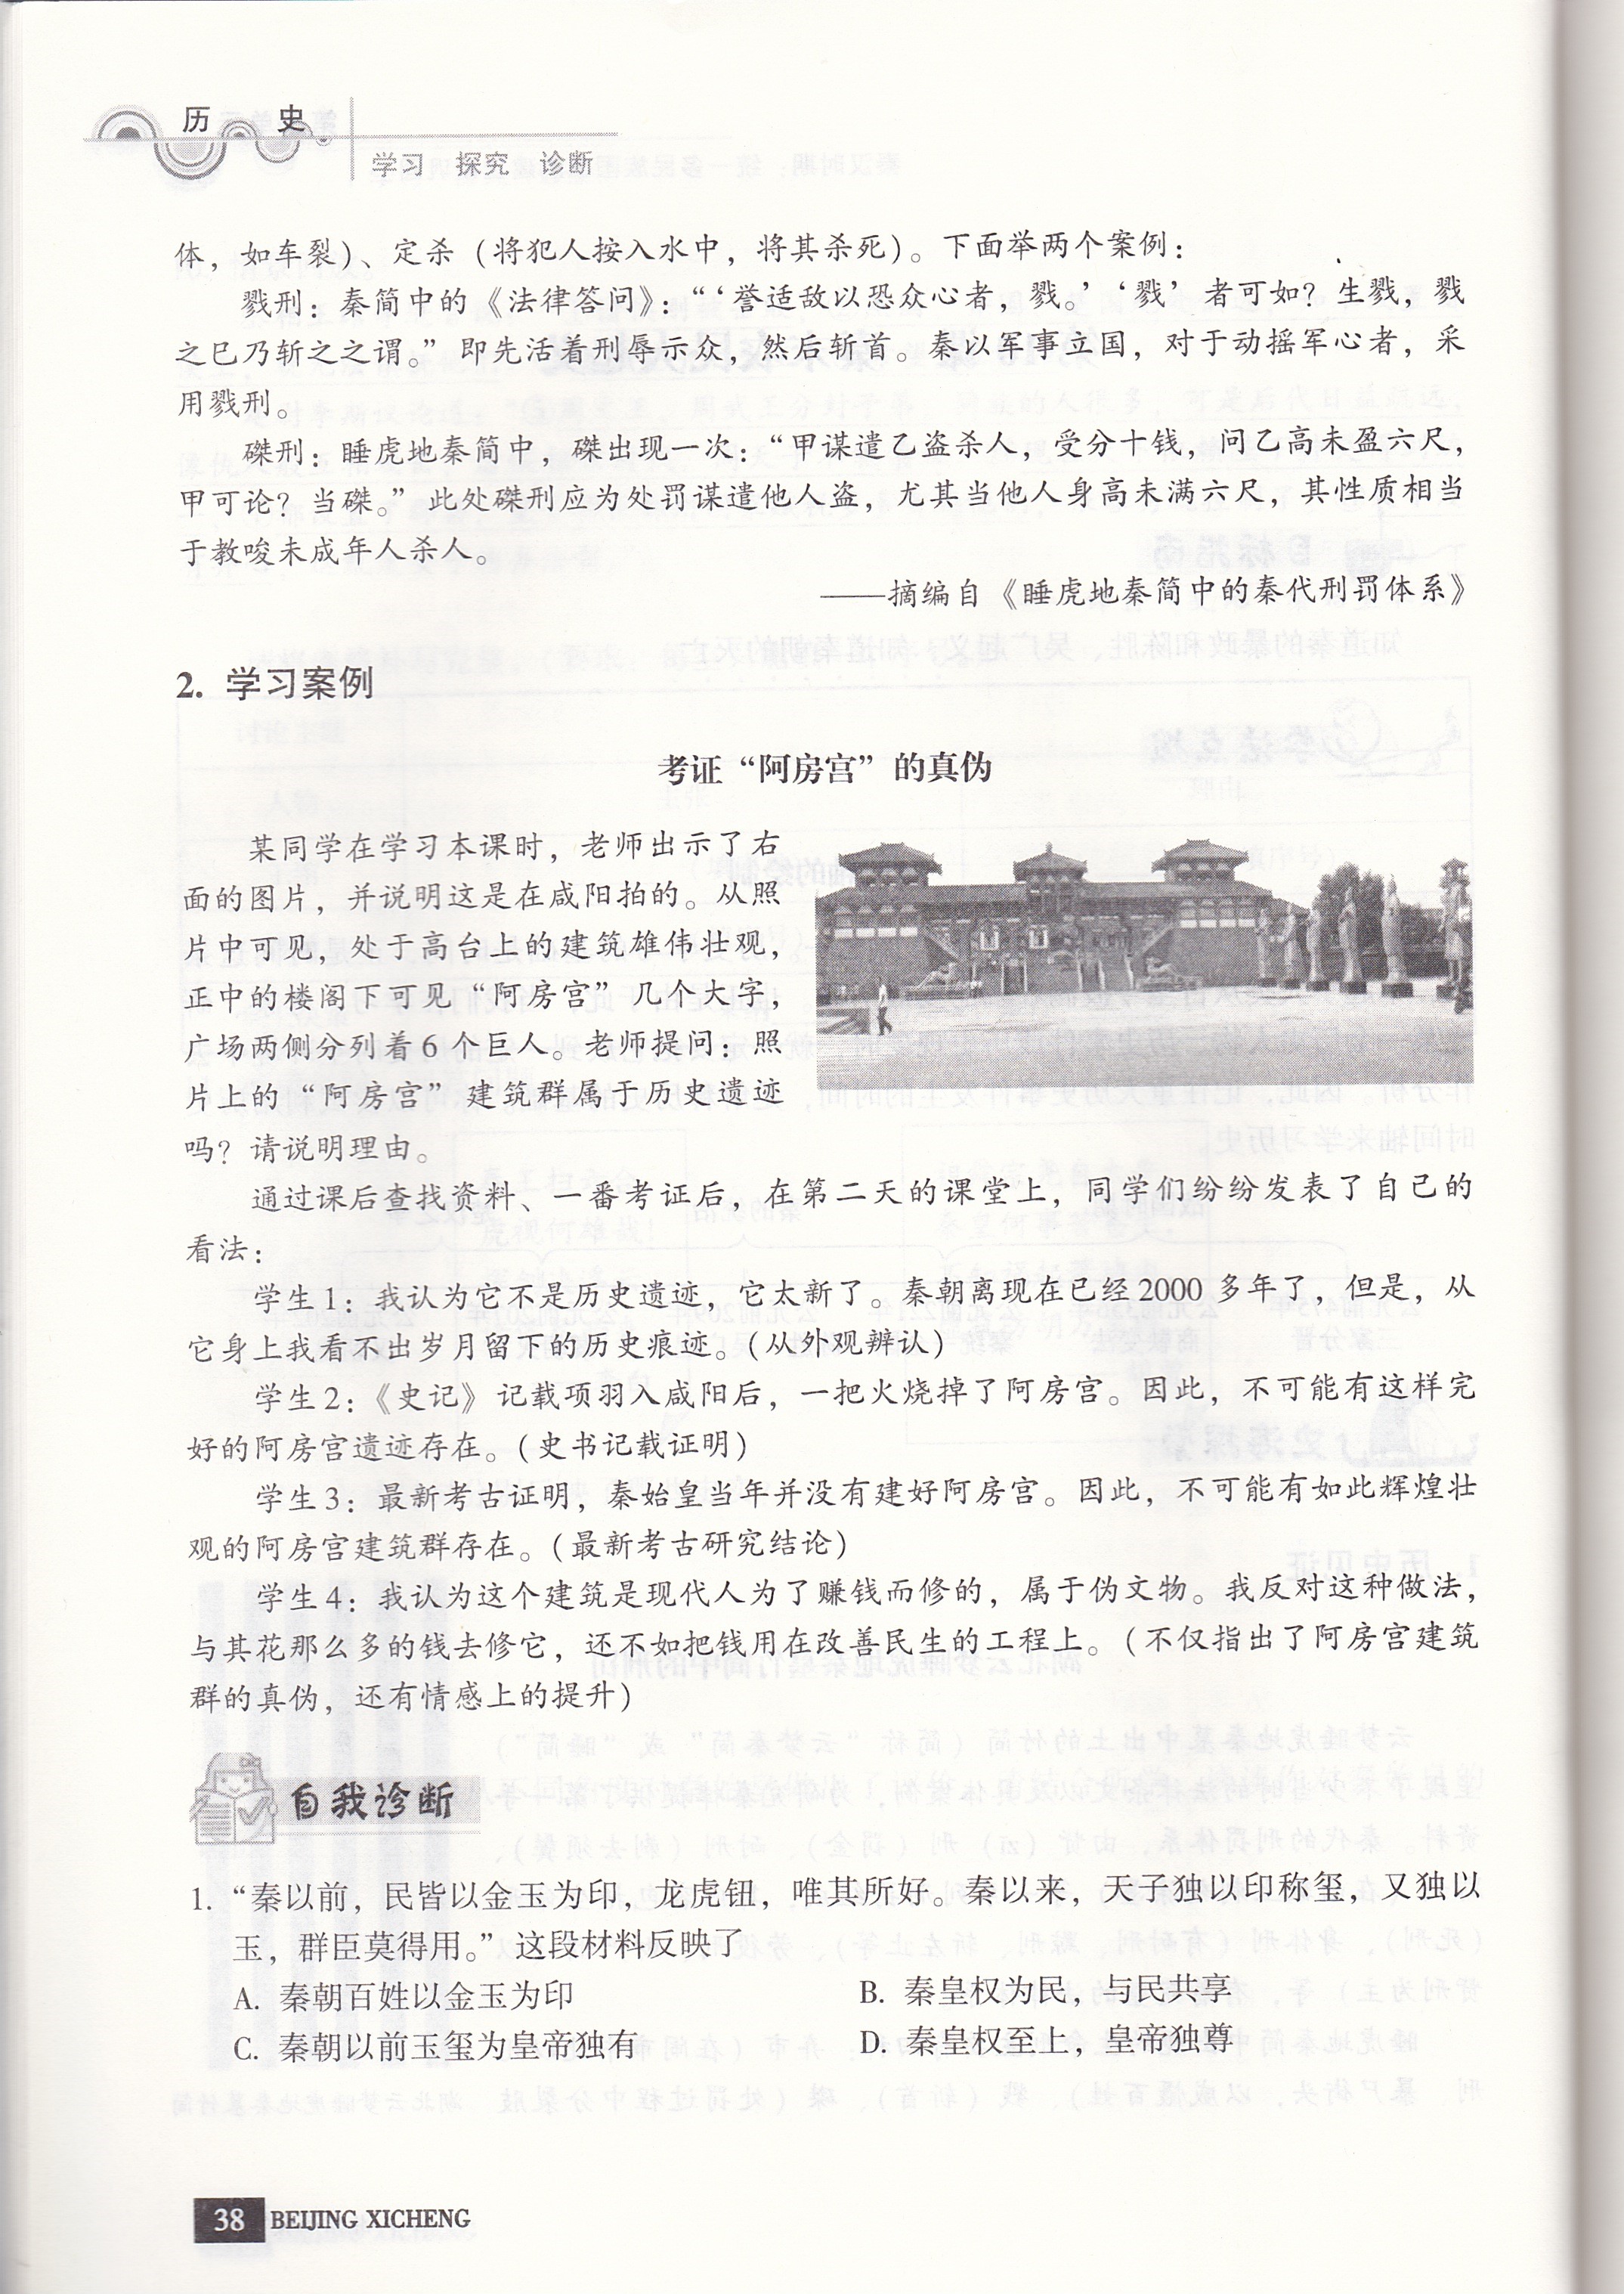 历 史
学习 探究 诊断
体，如车裂）、定杀（将犯人按入水中，将其杀死）。下面举两个案例：
戮刑：秦简中的《法律答问》：“‘誉适敌以恐众心者，戮。’‘戮’者可如？生戮，戮
之已乃斩之之谓。”即先活着刑辱示众，然后斩首。秦以军事立国，对于动摇军心者，采
用戮刑。
磔刑：睡虎地秦简中，磔出现一次：“甲谋遣乙盗杀人，受分十钱，问乙高未盈六尺，
甲可论？当磔。”此处磔刑应为处罚谋遣他人盗，尤其当他人身高未满六尺，其性质相当
于教唆未成年人杀人。
——摘编自《睡虎地秦简中的秦代刑罚体系》
2. 学习案例
考证“阿房宫”的真伪
某同学在学习本课时，老师出示了右
面的图片，并说明这是在咸阳拍的。从照
片中可见，处于高台上的建筑雄伟壮观，
正中的楼阁下可见“阿房宫”几个大字，
广场两侧分列着6个巨人。老师提问：照
片上的“阿房宫”建筑群属于历史遗迹
吗？请说明理由。
通过课后查找资料、一番考证后，在第二天的课堂上，同学们纷纷发表了自己的
看法：
学生1：我认为它不是历史遗迹，它太新了。秦朝离现在已经2000多年了，但是，从
它身上我看不出岁月留下的历史痕迹。（从外观辨认）
学生2：《史记》记载项羽入咸阳后，一把火烧掉了阿房宫。因此，不可能有这样完
好的阿房宫遗迹存在。（史书记载证明）
学生3：最新考古证明，秦始皇当年并没有建好阿房宫。因此，不可能有如此辉煌壮
观的阿房宫建筑群存在。（最新考古研究结论）
学生4：我认为这个建筑是现代人为了赚钱而修的，属于伪文物。我反对这种做法，
与其花那么多的钱去修它，还不如把钱用在改善民生的工程上。（不仅指出了阿房宫建筑
群的真伪，还有情感上的提升）
自我诊断
1. “秦以前，民皆以金玉为印，龙虎钮，唯其所好。秦以来，天子独以印称玺，又独以
玉，群臣莫得用。”这段材料反映了
A. 秦朝百姓以金玉为印 B. 秦皇权为民，与民共享
C. 秦朝以前玉玺为皇帝独有 D. 秦皇权至上，皇帝独尊
38 BEIJING XICHENG